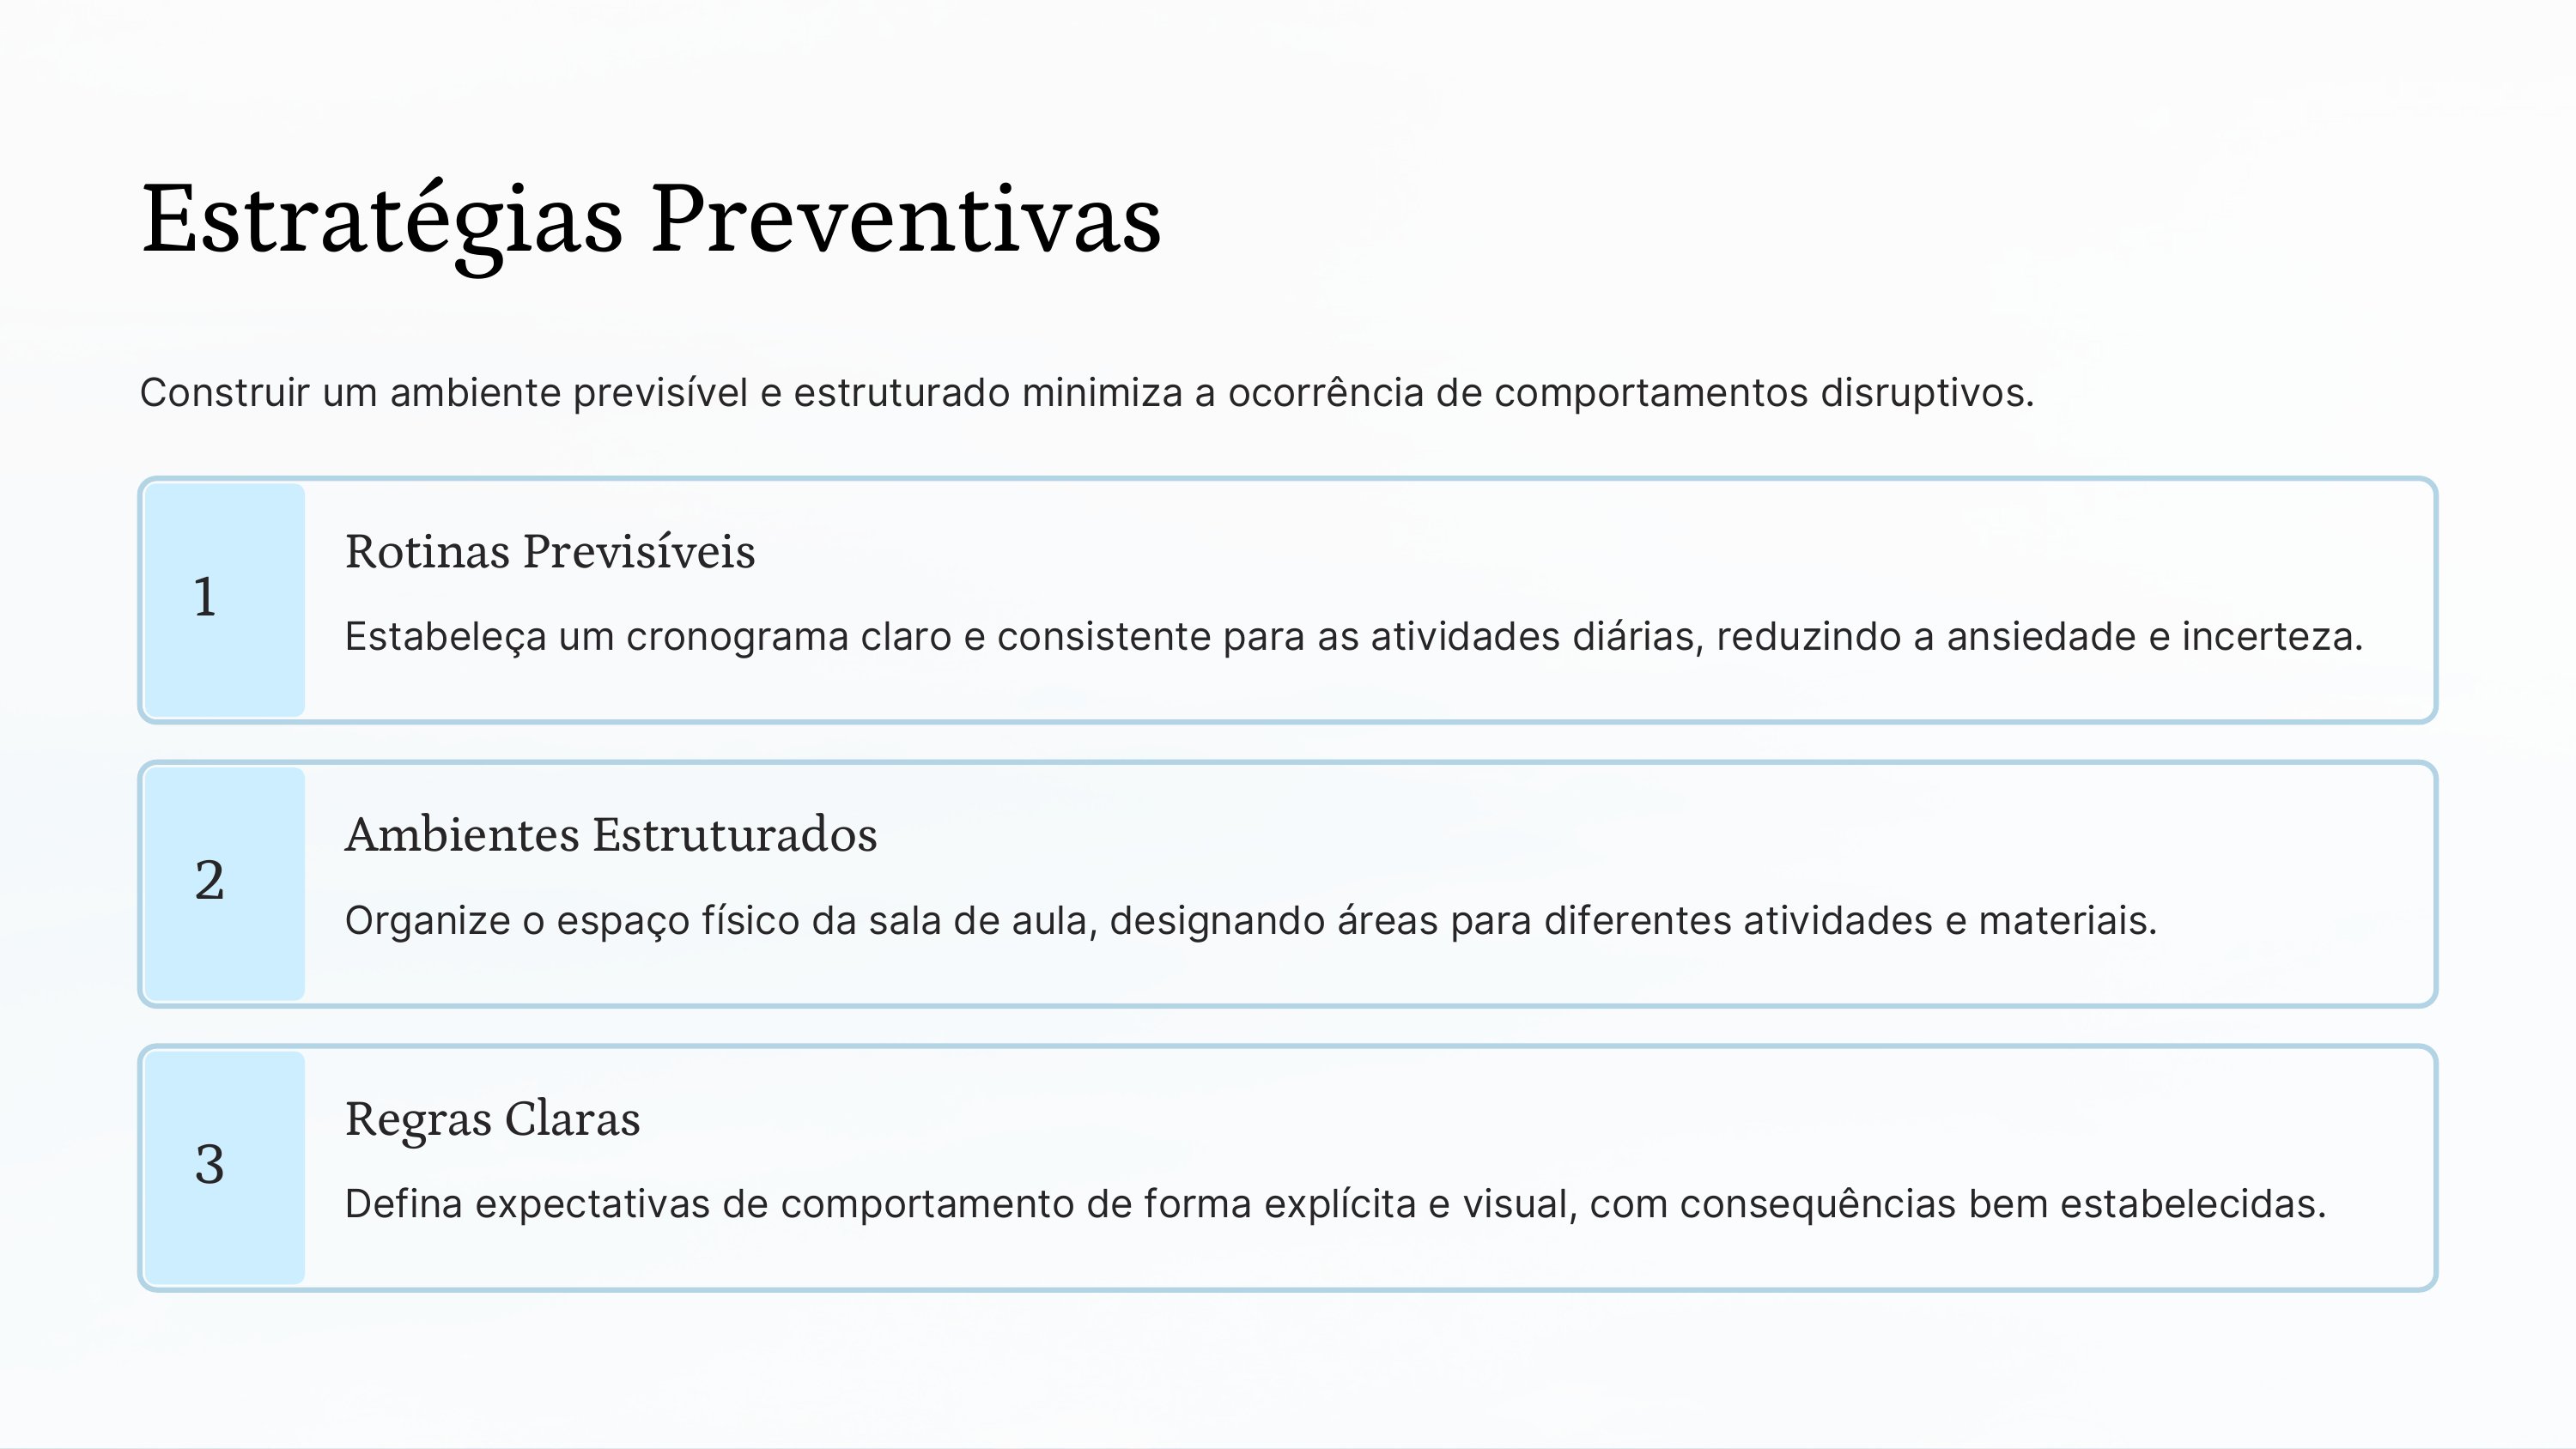 Estratégias Preventivas
Construir um ambiente previsível e estruturado minimiza a ocorrência de comportamentos disruptivos.
1
Rotinas Previsíveis
Estabeleça um cronograma claro e consistente para as atividades diárias, reduzindo a ansiedade e incerteza.
2
Ambientes Estruturados
Organize o espaço físico da sala de aula, designando áreas para diferentes atividades e materiais.
3
Regras Claras
Defina expectativas de comportamento de forma explícita e visual, com consequências bem estabelecidas.